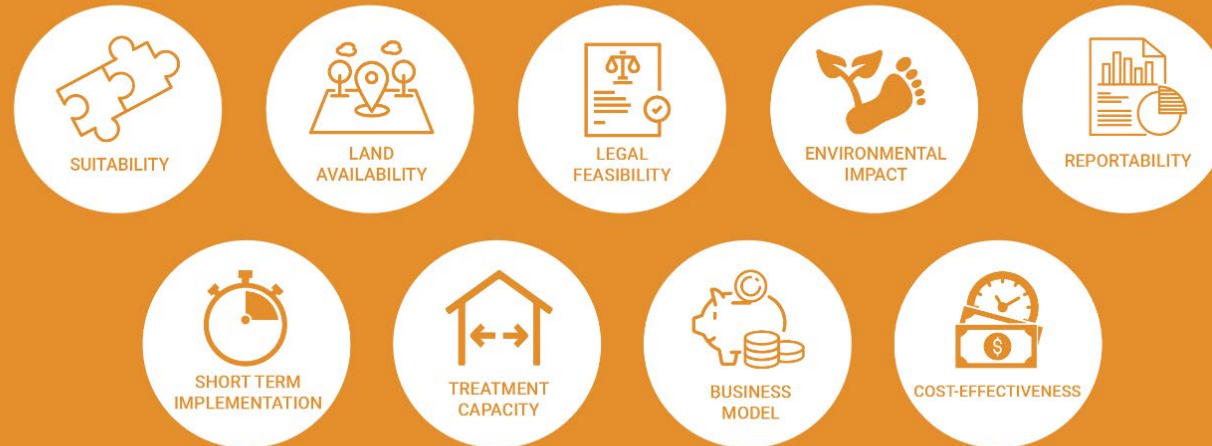 SUITABILITY
LAND
AVAILABILITY
LEGAL
FEASIBILITY
ENVIRONMENTAL
IMPACT
REPORTABILITY
SHORT TERM
IMPLEMENTATION
TREATMENT
CAPACITY
BUSINESS
MODEL
$
COST-EFFECTIVENESS